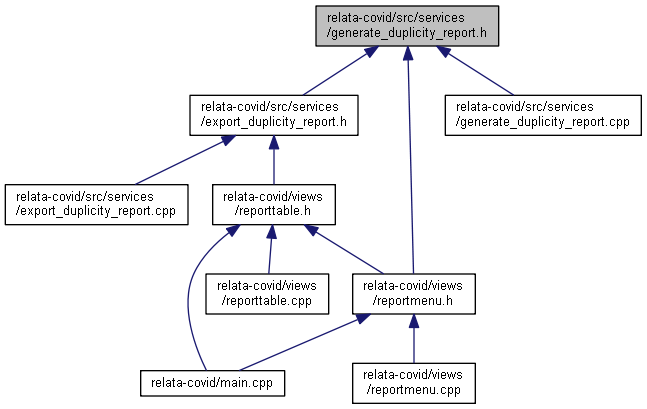 relata-covid/src/services
/generate_duplicity_report.h
relata-covid/src/services
/export_duplicity_report.h
relata-covid/src/services
/generate_duplicity_report.cpp
relata-covid/src/services
/export_duplicity_report.cpp
relata-covid/views
/reporttable.h
relata-covid/views
/reporttable.cpp
relata-covid/views
/reportmenu.h
relata-covid/main.cpp
relata-covid/views
/reportmenu.cpp